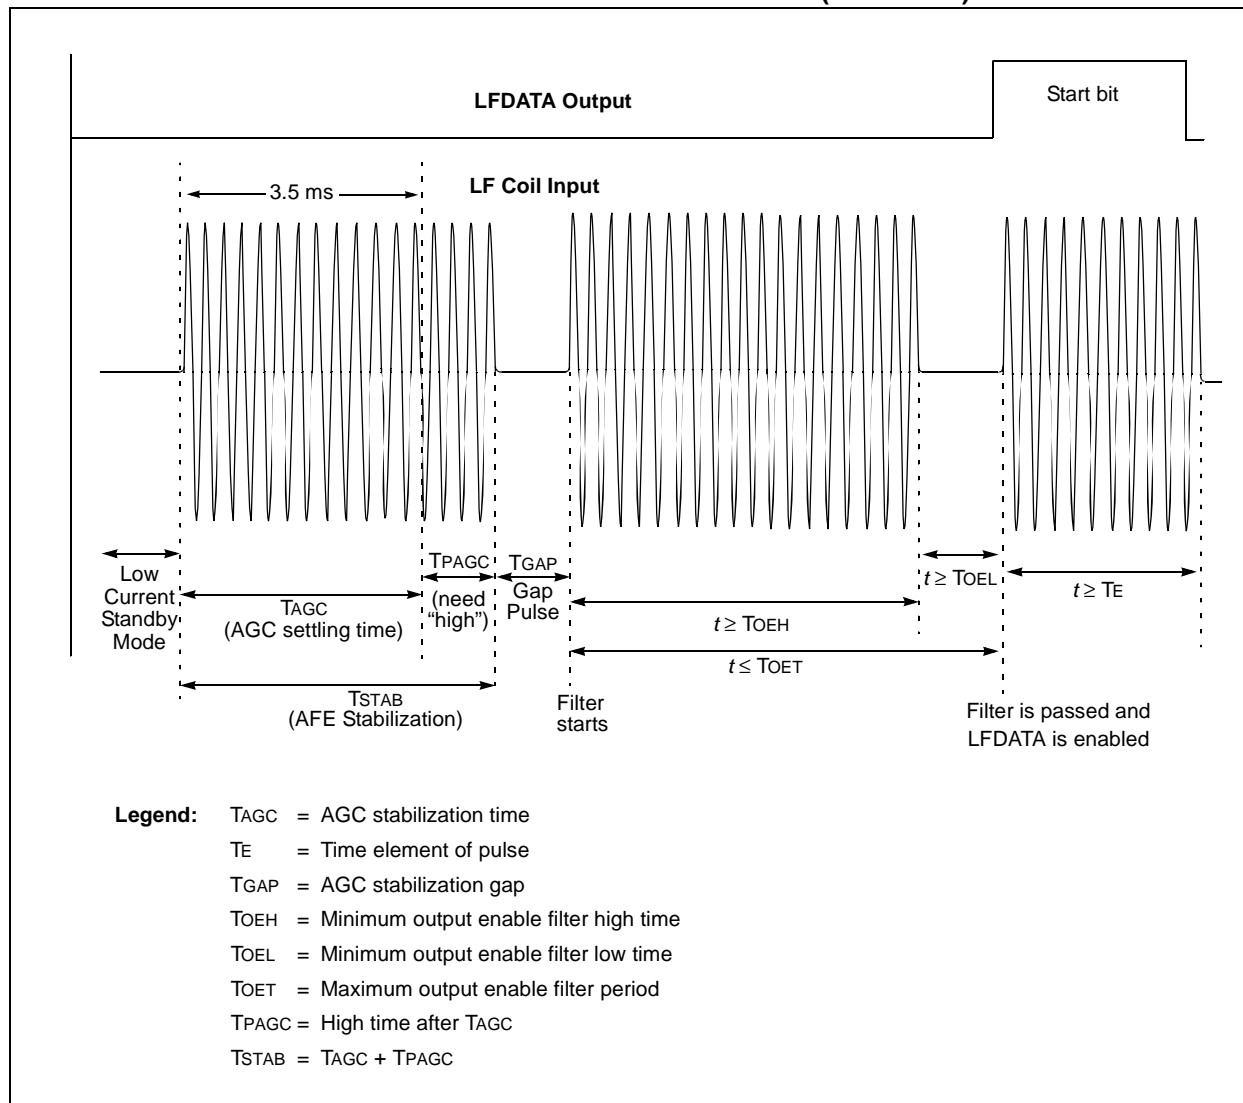 LFDATA Output
Start bit
3.5 ms
LF Coil Input
Low
Current
Standby
Mode
TAGC
(AGC settling time)
TPAGC
(need
“high”)
TGAP
Gap
Pulse
t ≥ TOEH
t ≤ TOET
t ≥ TOEL
t ≥ TE
TSTAB
(AFE Stabilization)
Filter
starts
Filter is passed and
LFDATA is enabled
Legend: TAGC = AGC stabilization time
TE = Time element of pulse
TGAP = AGC stabilization gap
TOEH = Minimum output enable filter high time
TOEL = Minimum output enable filter low time
TOET = Maximum output enable filter period
TPAGC = High time after TAGC
TSTAB = TAGC + TPAGC